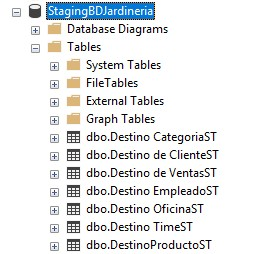 StagingBDJardineria
Database Diagrams
Tables
System Tables
FileTables
External Tables
Graph Tables
dbo.Destino CategoriaST
dbo.Destino de ClienteST
dbo.Destino de VentasST
dbo.Destino EmpleadoST
dbo.Destino OficinaST
dbo.Destino TimeST
dbo.DestinoProductoST